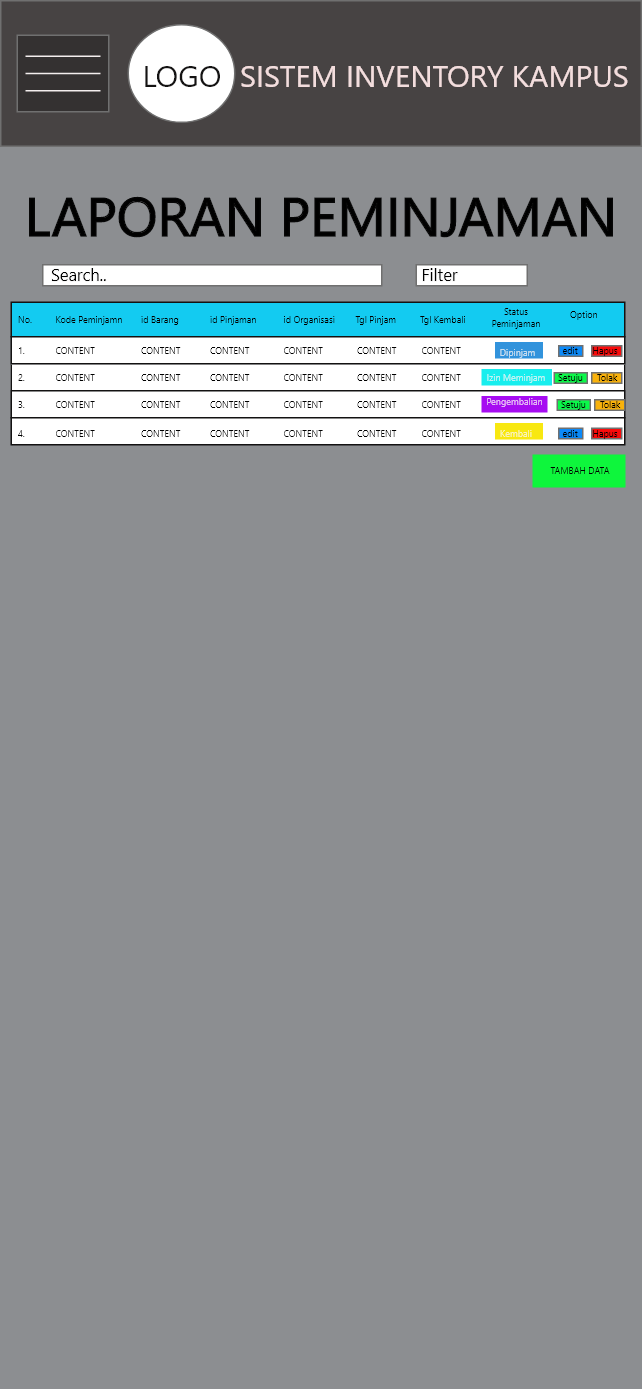 LOGO SISTEM INVENTORY KAMPUS
LAPORAN PEMINJAMAN
Search.. Filter
No. Kode Peminjamn id Barang id Pinjaman id Organisasi Tgl Pinjam Tgl Kembali Status Peminjaman Option
1. CONTENT CONTENT CONTENT CONTENT CONTENT CONTENT Dipinjam edit Hapus
2. CONTENT CONTENT CONTENT CONTENT CONTENT CONTENT Izin Meminjam Setuju Tolak
3. CONTENT CONTENT CONTENT CONTENT CONTENT CONTENT Pengembalian Setuju Tolak
4. CONTENT CONTENT CONTENT CONTENT CONTENT CONTENT Kembali edit Hapus
TAMBAH DATA